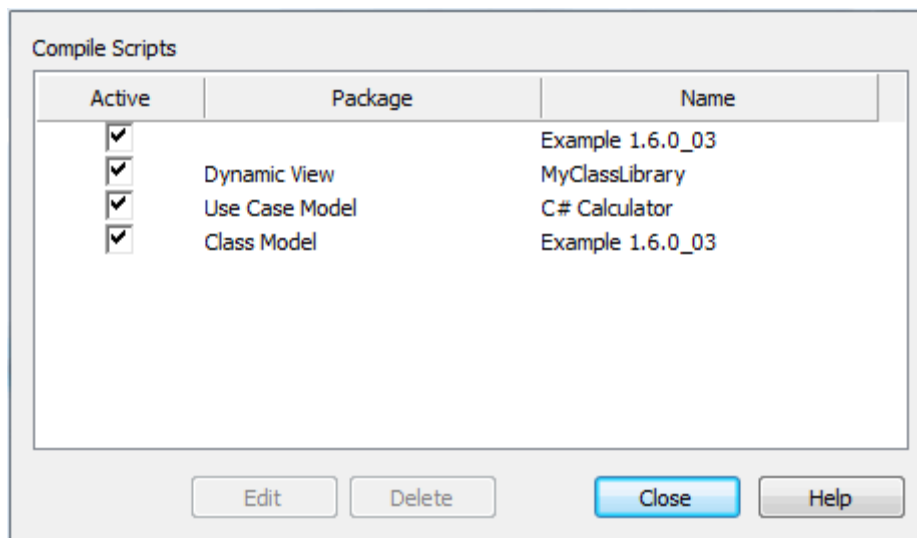 Compile Scripts
Active Package Name
Example 1.6.0_03
Dynamic View MyClassLibrary
Use Case Model C# Calculator
Class Model Example 1.6.0_03
Edit Delete Close Help